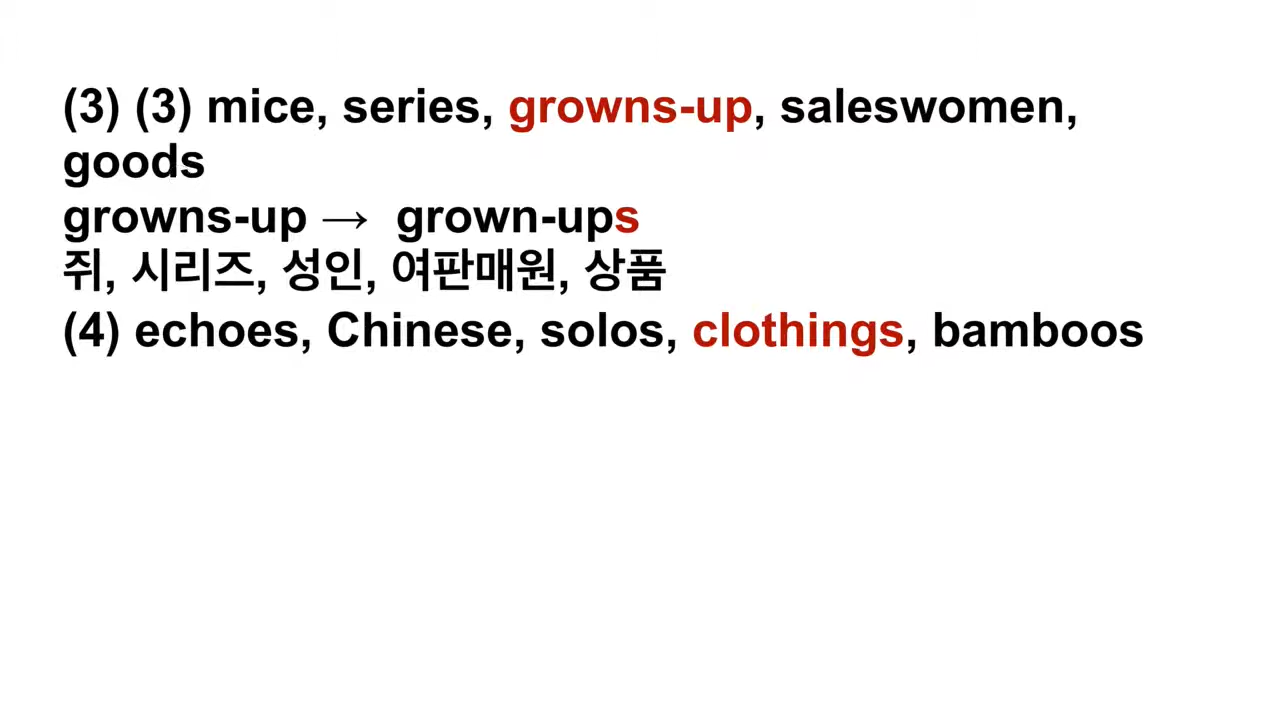 (3) (3) mice, series, growns-up, saleswomen,
goods
growns-up → grown-ups
쥐, 시리즈, 성인, 여판매원, 상품
(4) echoes, Chinese, solos, clothings, bamboos